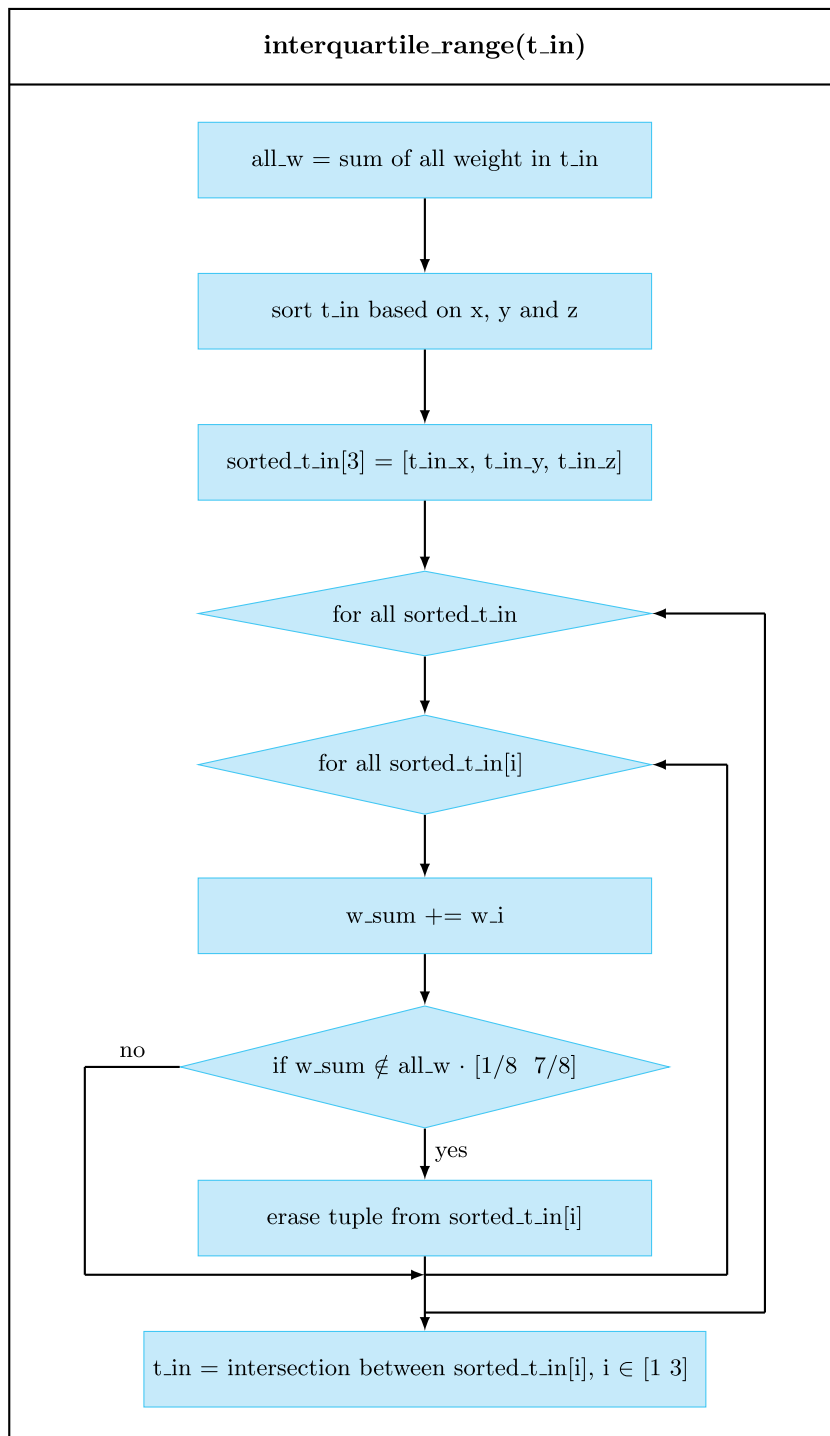 interquartile_range(t_in)
all_w = sum of all weight in t_in
sort t_in based on x, y and z
sorted_t_in[3] = [t_in_x, t_in_y, t_in_z]
for all sorted_t_in
for all sorted_t_in[i]
w_sum += w_i
if w_sum ∉ all_w · [1/8 7/8]
no
yes
erase tuple from sorted_t_in[i]
t_in = intersection between sorted_t_in[i], i ∈ [1 3]